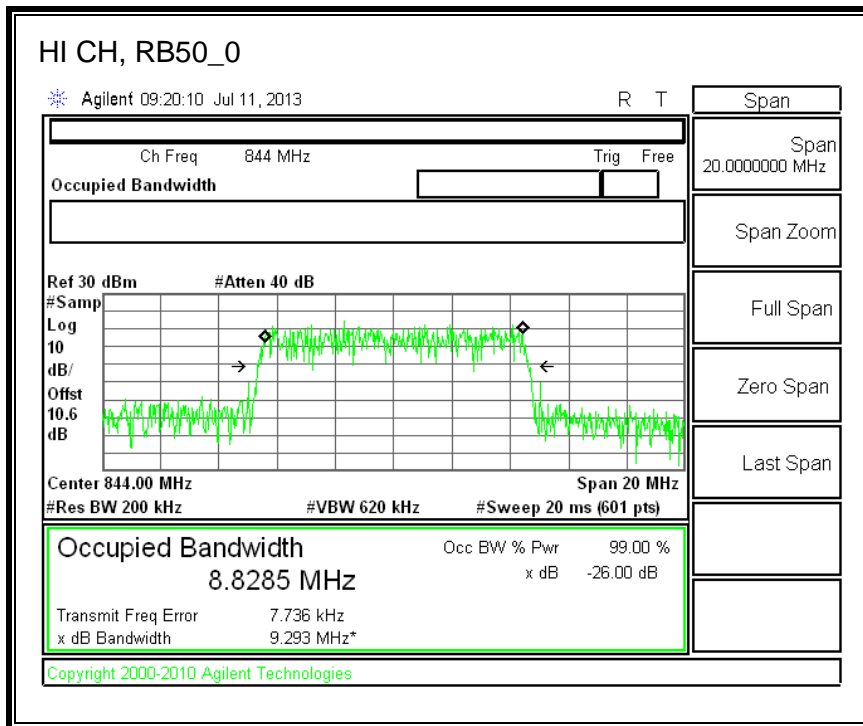 HI CH, RB50_0
Agilent 09:20:10 Jul 11, 2013 R T
Span
Ch Freq 844 MHz Trig Free
Occupied Bandwidth
Span
20.0000000 MHz
Span Zoom
Full Span
Zero Span
Last Span
Ref 30 dBm #Atten 40 dB
#Samp
Log
10
dB/
Offst
10.6
dB
Center 844.00 MHz Span 20 MHz
#Res BW 200 kHz #VBW 620 kHz #Sweep 20 ms (601 pts)
Occupied Bandwidth Occ BW % Pwr 99.00 %
8.8285 MHz x dB -26.00 dB
Transmit Freq Error 7.736 kHz
x dB Bandwidth 9.293 MHz*
Copyright 2000-2010 Agilent Technologies